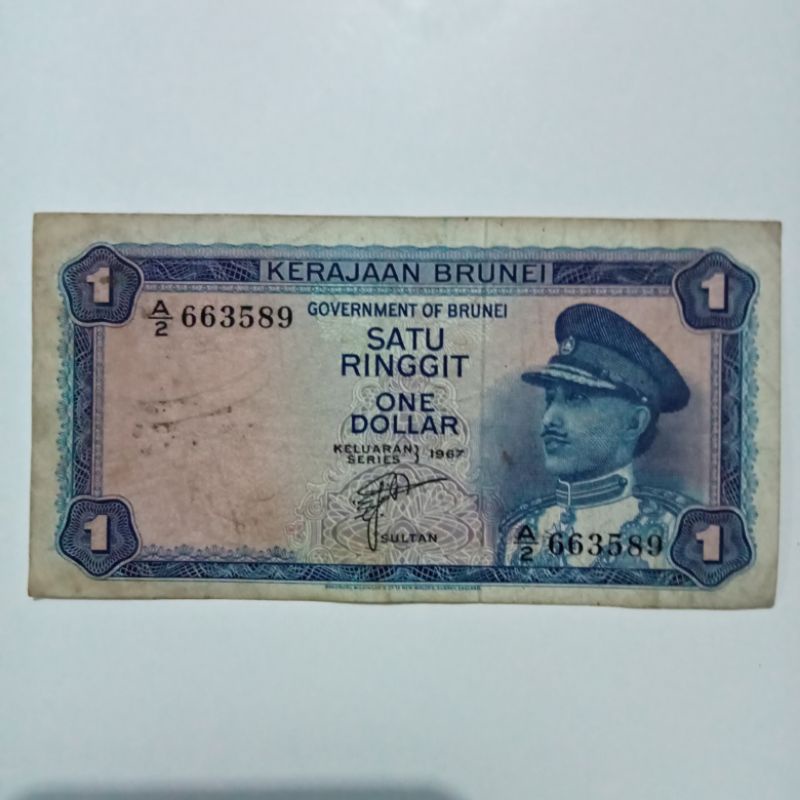 1 KERAJAAN BRUNEI 1
A/2 663589
GOVERNMENT OF BRUNEI
SATU
RINGGIT
ONE
DOLLAR
KELUARAN
SERIES } 1967
SULTAN
A/2 663589
1 1